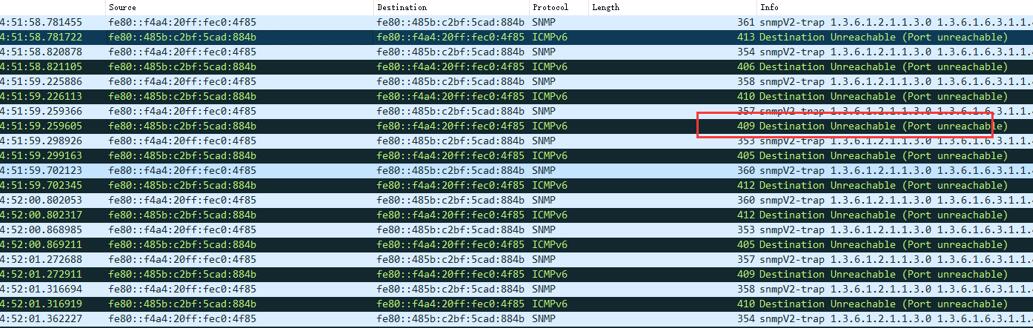 Source Destination Protocol Length Info
4:51:58.781455 fe80::f4a4:20ff:fec0:4f85 fe80::485b:c2bf:5cad:884b SNMP 361 snmpV2-trap 1.3.6.1.2.1.1.3.0 1.3.6.1.6.3.1.1.4
4:51:58.781722 fe80::485b:c2bf:5cad:884b fe80::f4a4:20ff:fec0:4f85 ICMPv6 413 Destination Unreachable (Port unreachable)
4:51:58.820878 fe80::f4a4:20ff:fec0:4f85 fe80::485b:c2bf:5cad:884b SNMP 354 snmpV2-trap 1.3.6.1.2.1.1.3.0 1.3.6.1.6.3.1.1.4
4:51:58.821105 fe80::485b:c2bf:5cad:884b fe80::f4a4:20ff:fec0:4f85 ICMPv6 406 Destination Unreachable (Port unreachable)
4:51:59.225886 fe80::f4a4:20ff:fec0:4f85 fe80::485b:c2bf:5cad:884b SNMP 358 snmpV2-trap 1.3.6.1.2.1.1.3.0 1.3.6.1.6.3.1.1.4
4:51:59.226113 fe80::485b:c2bf:5cad:884b fe80::f4a4:20ff:fec0:4f85 ICMPv6 410 Destination Unreachable (Port unreachable)
4:51:59.259366 fe80::f4a4:20ff:fec0:4f85 fe80::485b:c2bf:5cad:884b SNMP 357 snmpV2-trap 1.3.6.1.2.1.1.3.0 1.3.6.1.6.3.1.1.4
4:51:59.259605 fe80::485b:c2bf:5cad:884b fe80::f4a4:20ff:fec0:4f85 ICMPv6 409 Destination Unreachable (Port unreachable)
4:51:59.298926 fe80::f4a4:20ff:fec0:4f85 fe80::485b:c2bf:5cad:884b SNMP 353 snmpV2-trap 1.3.6.1.2.1.1.3.0 1.3.6.1.6.3.1.1.4
4:51:59.299163 fe80::485b:c2bf:5cad:884b fe80::f4a4:20ff:fec0:4f85 ICMPv6 405 Destination Unreachable (Port unreachable)
4:51:59.702123 fe80::f4a4:20ff:fec0:4f85 fe80::485b:c2bf:5cad:884b SNMP 360 snmpV2-trap 1.3.6.1.2.1.1.3.0 1.3.6.1.6.3.1.1.4
4:51:59.702345 fe80::485b:c2bf:5cad:884b fe80::f4a4:20ff:fec0:4f85 ICMPv6 412 Destination Unreachable (Port unreachable)
4:52:00.802053 fe80::f4a4:20ff:fec0:4f85 fe80::485b:c2bf:5cad:884b SNMP 360 snmpV2-trap 1.3.6.1.2.1.1.3.0 1.3.6.1.6.3.1.1.4
4:52:00.802317 fe80::485b:c2bf:5cad:884b fe80::f4a4:20ff:fec0:4f85 ICMPv6 412 Destination Unreachable (Port unreachable)
4:52:00.868985 fe80::f4a4:20ff:fec0:4f85 fe80::485b:c2bf:5cad:884b SNMP 353 snmpV2-trap 1.3.6.1.2.1.1.3.0 1.3.6.1.6.3.1.1.4
4:52:00.869211 fe80::485b:c2bf:5cad:884b fe80::f4a4:20ff:fec0:4f85 ICMPv6 405 Destination Unreachable (Port unreachable)
4:52:01.272688 fe80::f4a4:20ff:fec0:4f85 fe80::485b:c2bf:5cad:884b SNMP 357 snmpV2-trap 1.3.6.1.2.1.1.3.0 1.3.6.1.6.3.1.1.4
4:52:01.272911 fe80::485b:c2bf:5cad:884b fe80::f4a4:20ff:fec0:4f85 ICMPv6 409 Destination Unreachable (Port unreachable)
4:52:01.316694 fe80::f4a4:20ff:fec0:4f85 fe80::485b:c2bf:5cad:884b SNMP 358 snmpV2-trap 1.3.6.1.2.1.1.3.0 1.3.6.1.6.3.1.1.4
4:52:01.316919 fe80::485b:c2bf:5cad:884b fe80::f4a4:20ff:fec0:4f85 ICMPv6 410 Destination Unreachable (Port unreachable)
4:52:01.362227 fe80::f4a4:20ff:fec0:4f85 fe80::485b:c2bf:5cad:884b SNMP 354 snmpV2-trap 1.3.6.1.2.1.1.3.0 1.3.6.1.6.3.1.1.4